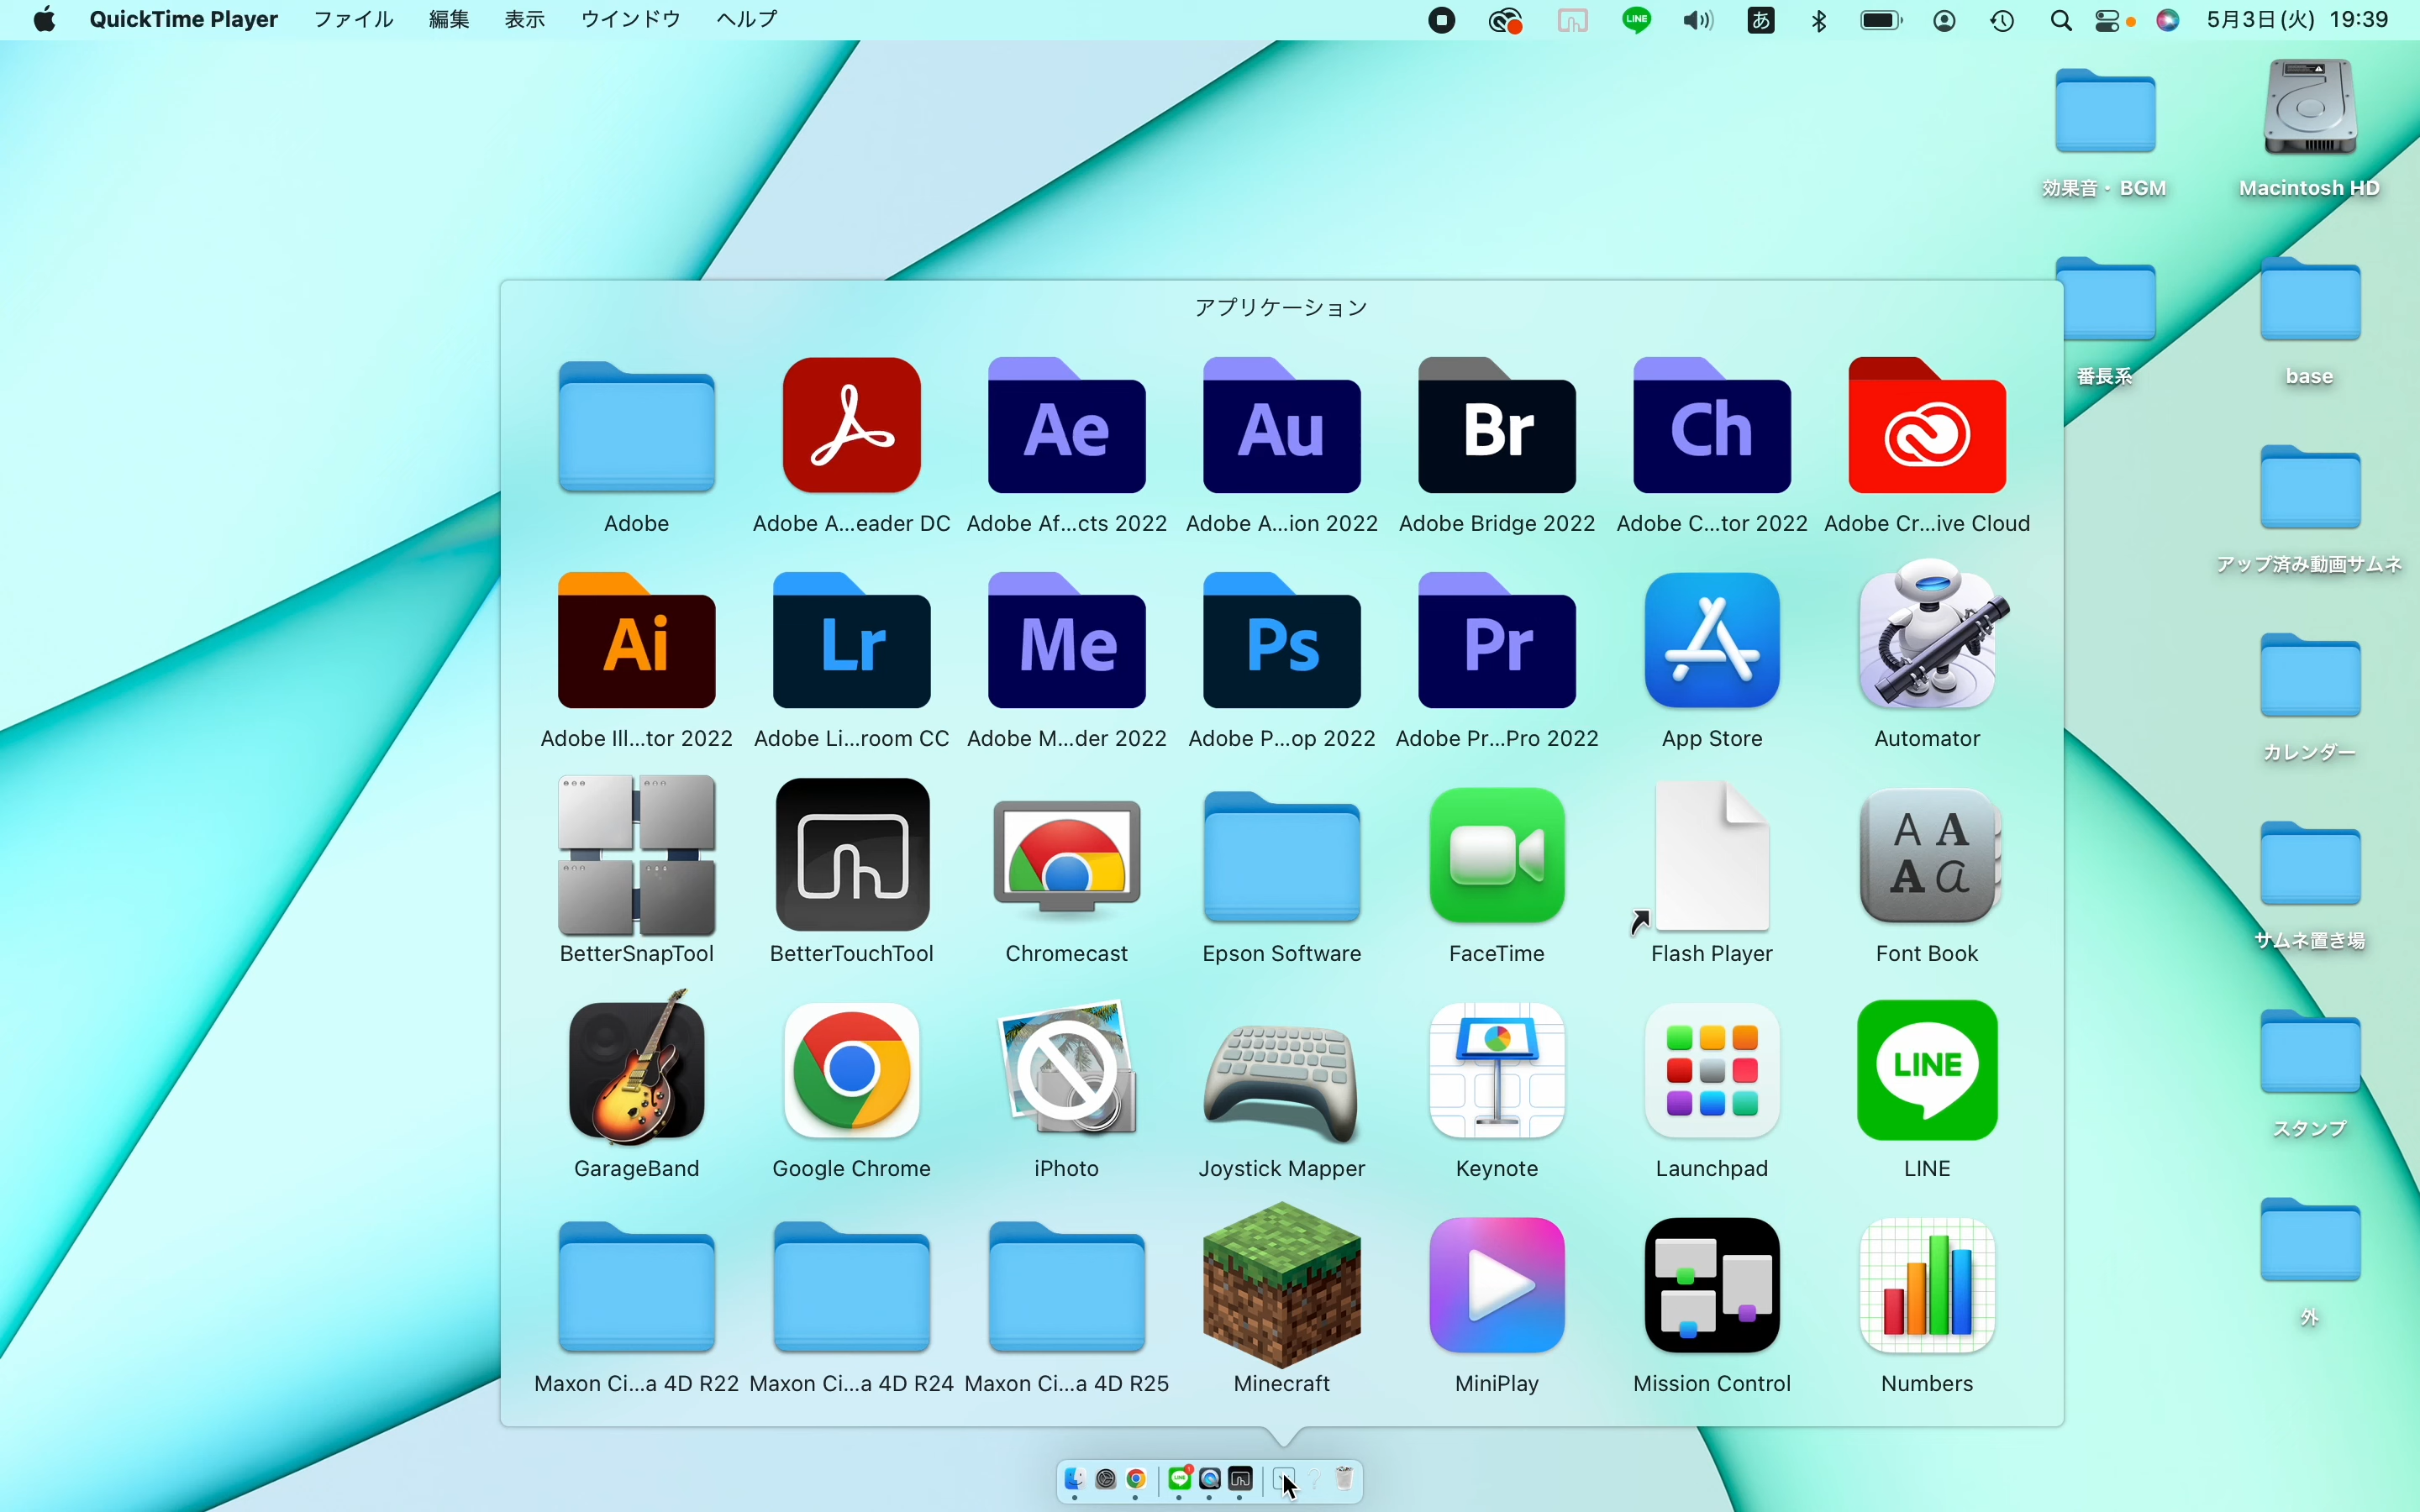 QuickTime Player ファイル 編集 表示 ウインドウ ヘルプ LINE あ 5月3日(火) 19:39
効果音・BGM Macintosh HD
番長系 base
アップ済み動画サムネ
カレンダー
サムネ置き場
スタンプ
外
アプリケーション
Ae Au Br Ch
Adobe Adobe A...eader DC Adobe Af...cts 2022 Adobe A...ion 2022 Adobe Bridge 2022 Adobe C...tor 2022 Adobe Cr...ive Cloud
Ai Lr Me Ps Pr
Adobe Ill...tor 2022 Adobe Li...room CC Adobe M...der 2022 Adobe P...op 2022 Adobe Pr...Pro 2022 App Store Automator
A A
A a
BetterSnapTool BetterTouchTool Chromecast Epson Software FaceTime Flash Player Font Book
LINE
GarageBand Google Chrome iPhoto Joystick Mapper Keynote Launchpad LINE
Maxon Ci...a 4D R22 Maxon Ci...a 4D R24 Maxon Ci...a 4D R25 Minecraft MiniPlay Mission Control Numbers